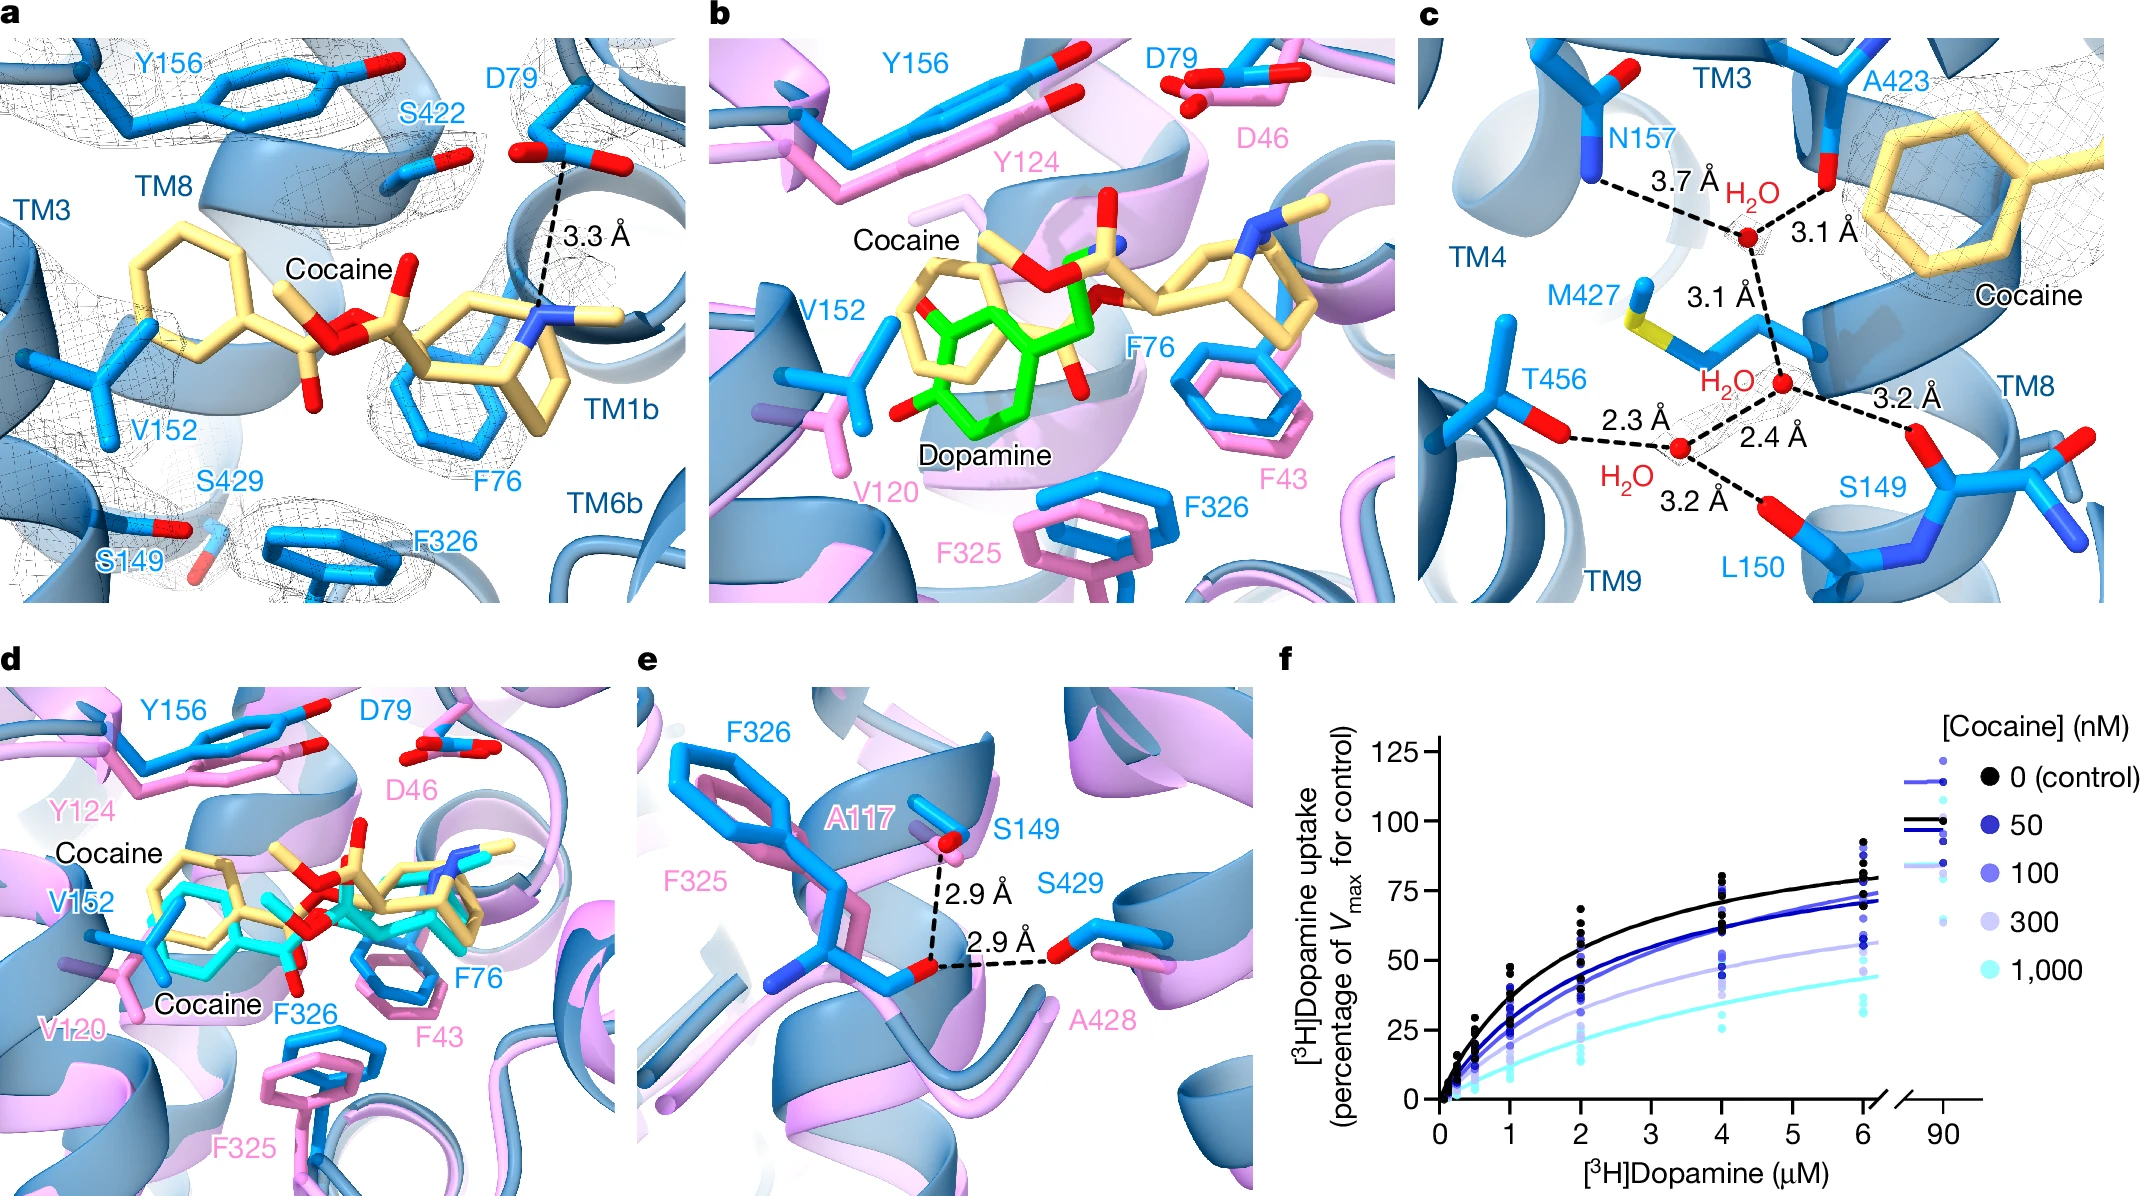 a
Y156
D79
S422
TM8
TM3
3.3 Å
Cocaine
TM1b
V152
F76
S429
TM6b
F326
S149
b
Y156
D79
D46
Y124
Cocaine
V152
F76
Dopamine
F43
V120
F326
F325
c
TM3
A423
N157
3.7 Å
H2O
3.1 Å
TM4
M427
3.1 Å
Cocaine
T456
H2O
TM8
2.3 Å
3.2 Å
2.4 Å
H2O
3.2 Å
S149
L150
TM9
d
Y156
D79
D46
Y124
Cocaine
V152
F76
Cocaine
F326
V120
F43
F325
e
F326
A117
S149
F325
S429
2.9 Å
2.9 Å
A428
f
[3H]Dopamine uptake
(percentage of Vmax for control)
125
100
75
50
25
0
0 1 2 3 4 5 6 90
[3H]Dopamine (μM)
[Cocaine] (nM)
0 (control)
50
100
300
1,000